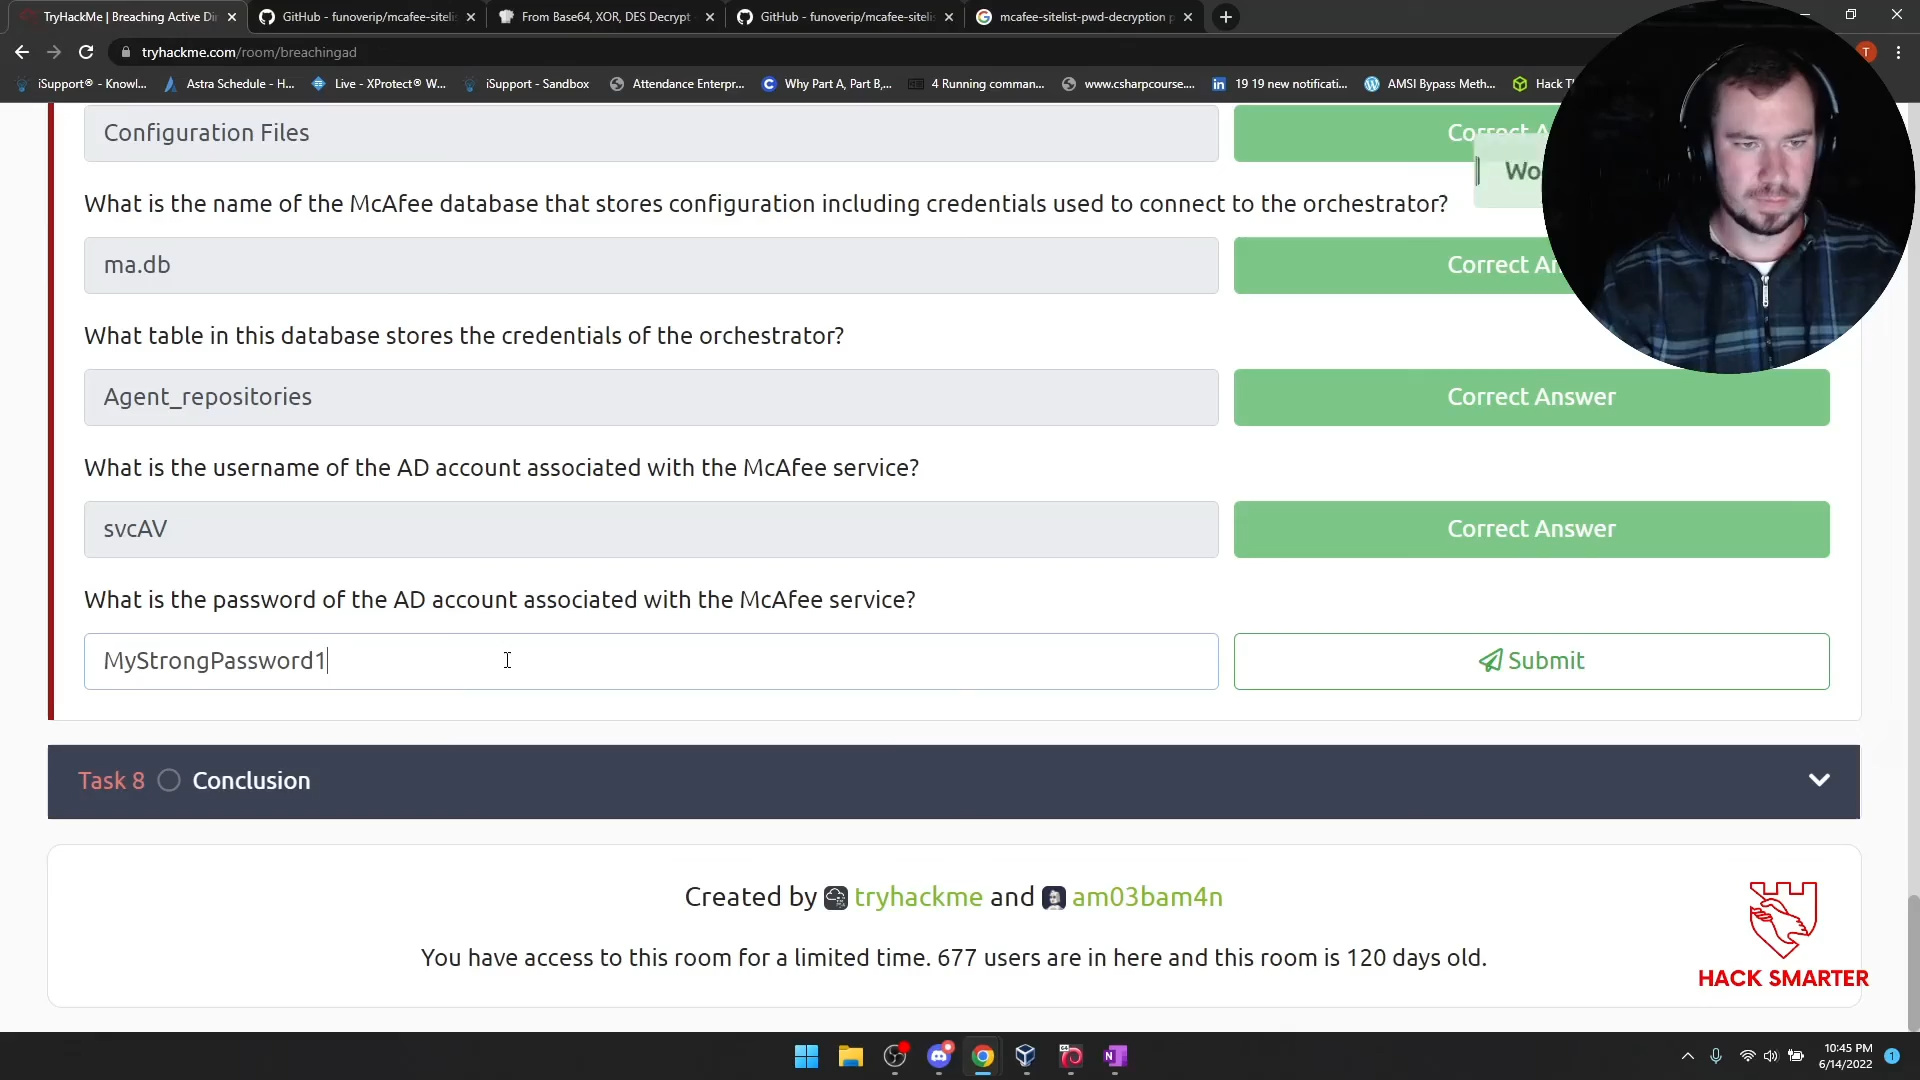 TryHackMe | Breaching Active Di
GitHub - funoverip/mcafee-sitelis
From Base64, XOR, DES Decrypt -
GitHub - funoverip/mcafee-sitelis
mcafee-sitelist-pwd-decryption p
tryhackme.com/room/breachingad
T
iSupport® - Knowl...
Astra Schedule - H...
Live - XProtect® W...
iSupport - Sandbox
Attendance Enterpr...
Why Part A, Part B,...
4 Running comman...
www.csharpcourse....
19 19 new notificati...
AMSI Bypass Meth...
Hack T
Configuration Files
Correct A
Wo
What is the name of the McAfee database that stores configuration including credentials used to connect to the orchestrator?
ma.db
Correct An
What table in this database stores the credentials of the orchestrator?
Agent_repositories
Correct Answer
What is the username of the AD account associated with the McAfee service?
svcAV
Correct Answer
What is the password of the AD account associated with the McAfee service?
MyStrongPassword1
Submit
Task 8 Conclusion
Created by tryhackme and am03bam4n
You have access to this room for a limited time. 677 users are in here and this room is 120 days old.
HACK SMARTER
10:45 PM
6/14/2022
1